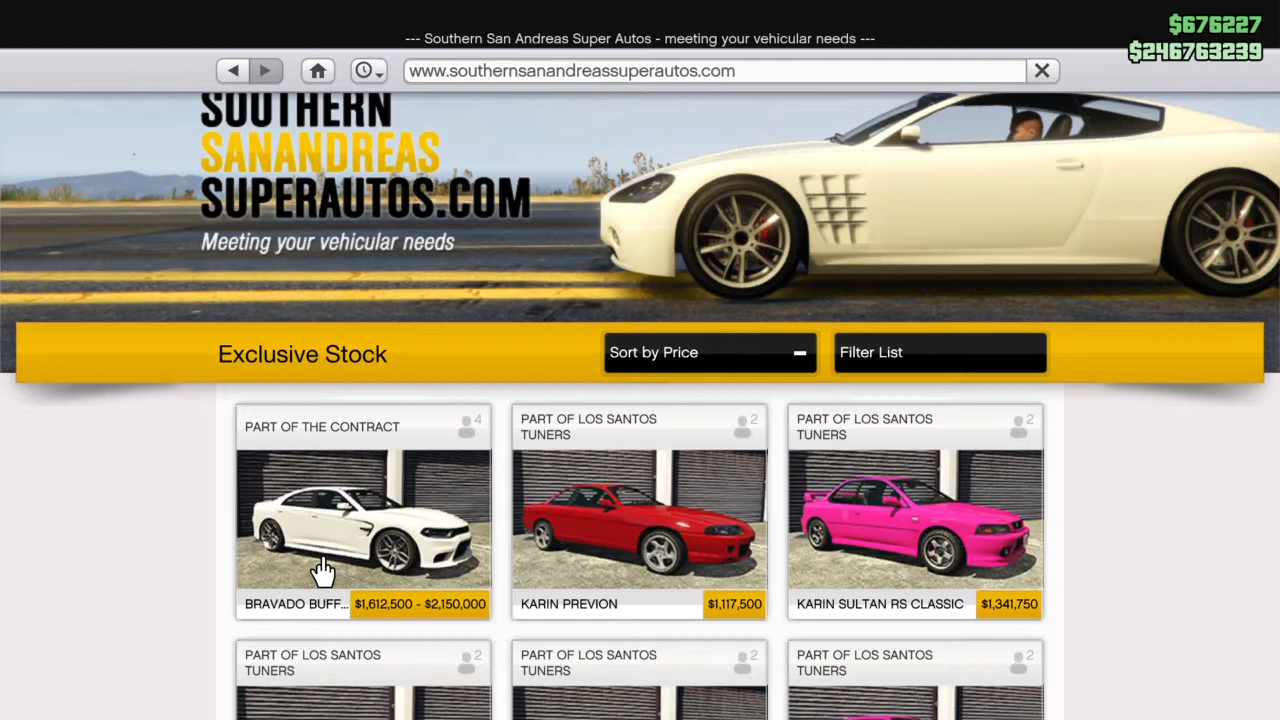 $676227
--- Southern San Andreas Super Autos - meeting your vehicular needs ---
$246763239
www.southernsanandreassuperautos.com
SOUTHERN
SANANDREAS
SUPERAUTOS.COM
Meeting your vehicular needs
Exclusive Stock
Sort by Price
Filter List
PART OF THE CONTRACT
4
PART OF LOS SANTOS
TUNERS
2
PART OF LOS SANTOS
TUNERS
2
BRAVADO BUFF... $1,612,500 - $2,150,000
KARIN PREVION $1,117,500
KARIN SULTAN RS CLASSIC $1,341,750
PART OF LOS SANTOS
TUNERS
2
PART OF LOS SANTOS
TUNERS
2
PART OF LOS SANTOS
TUNERS
2